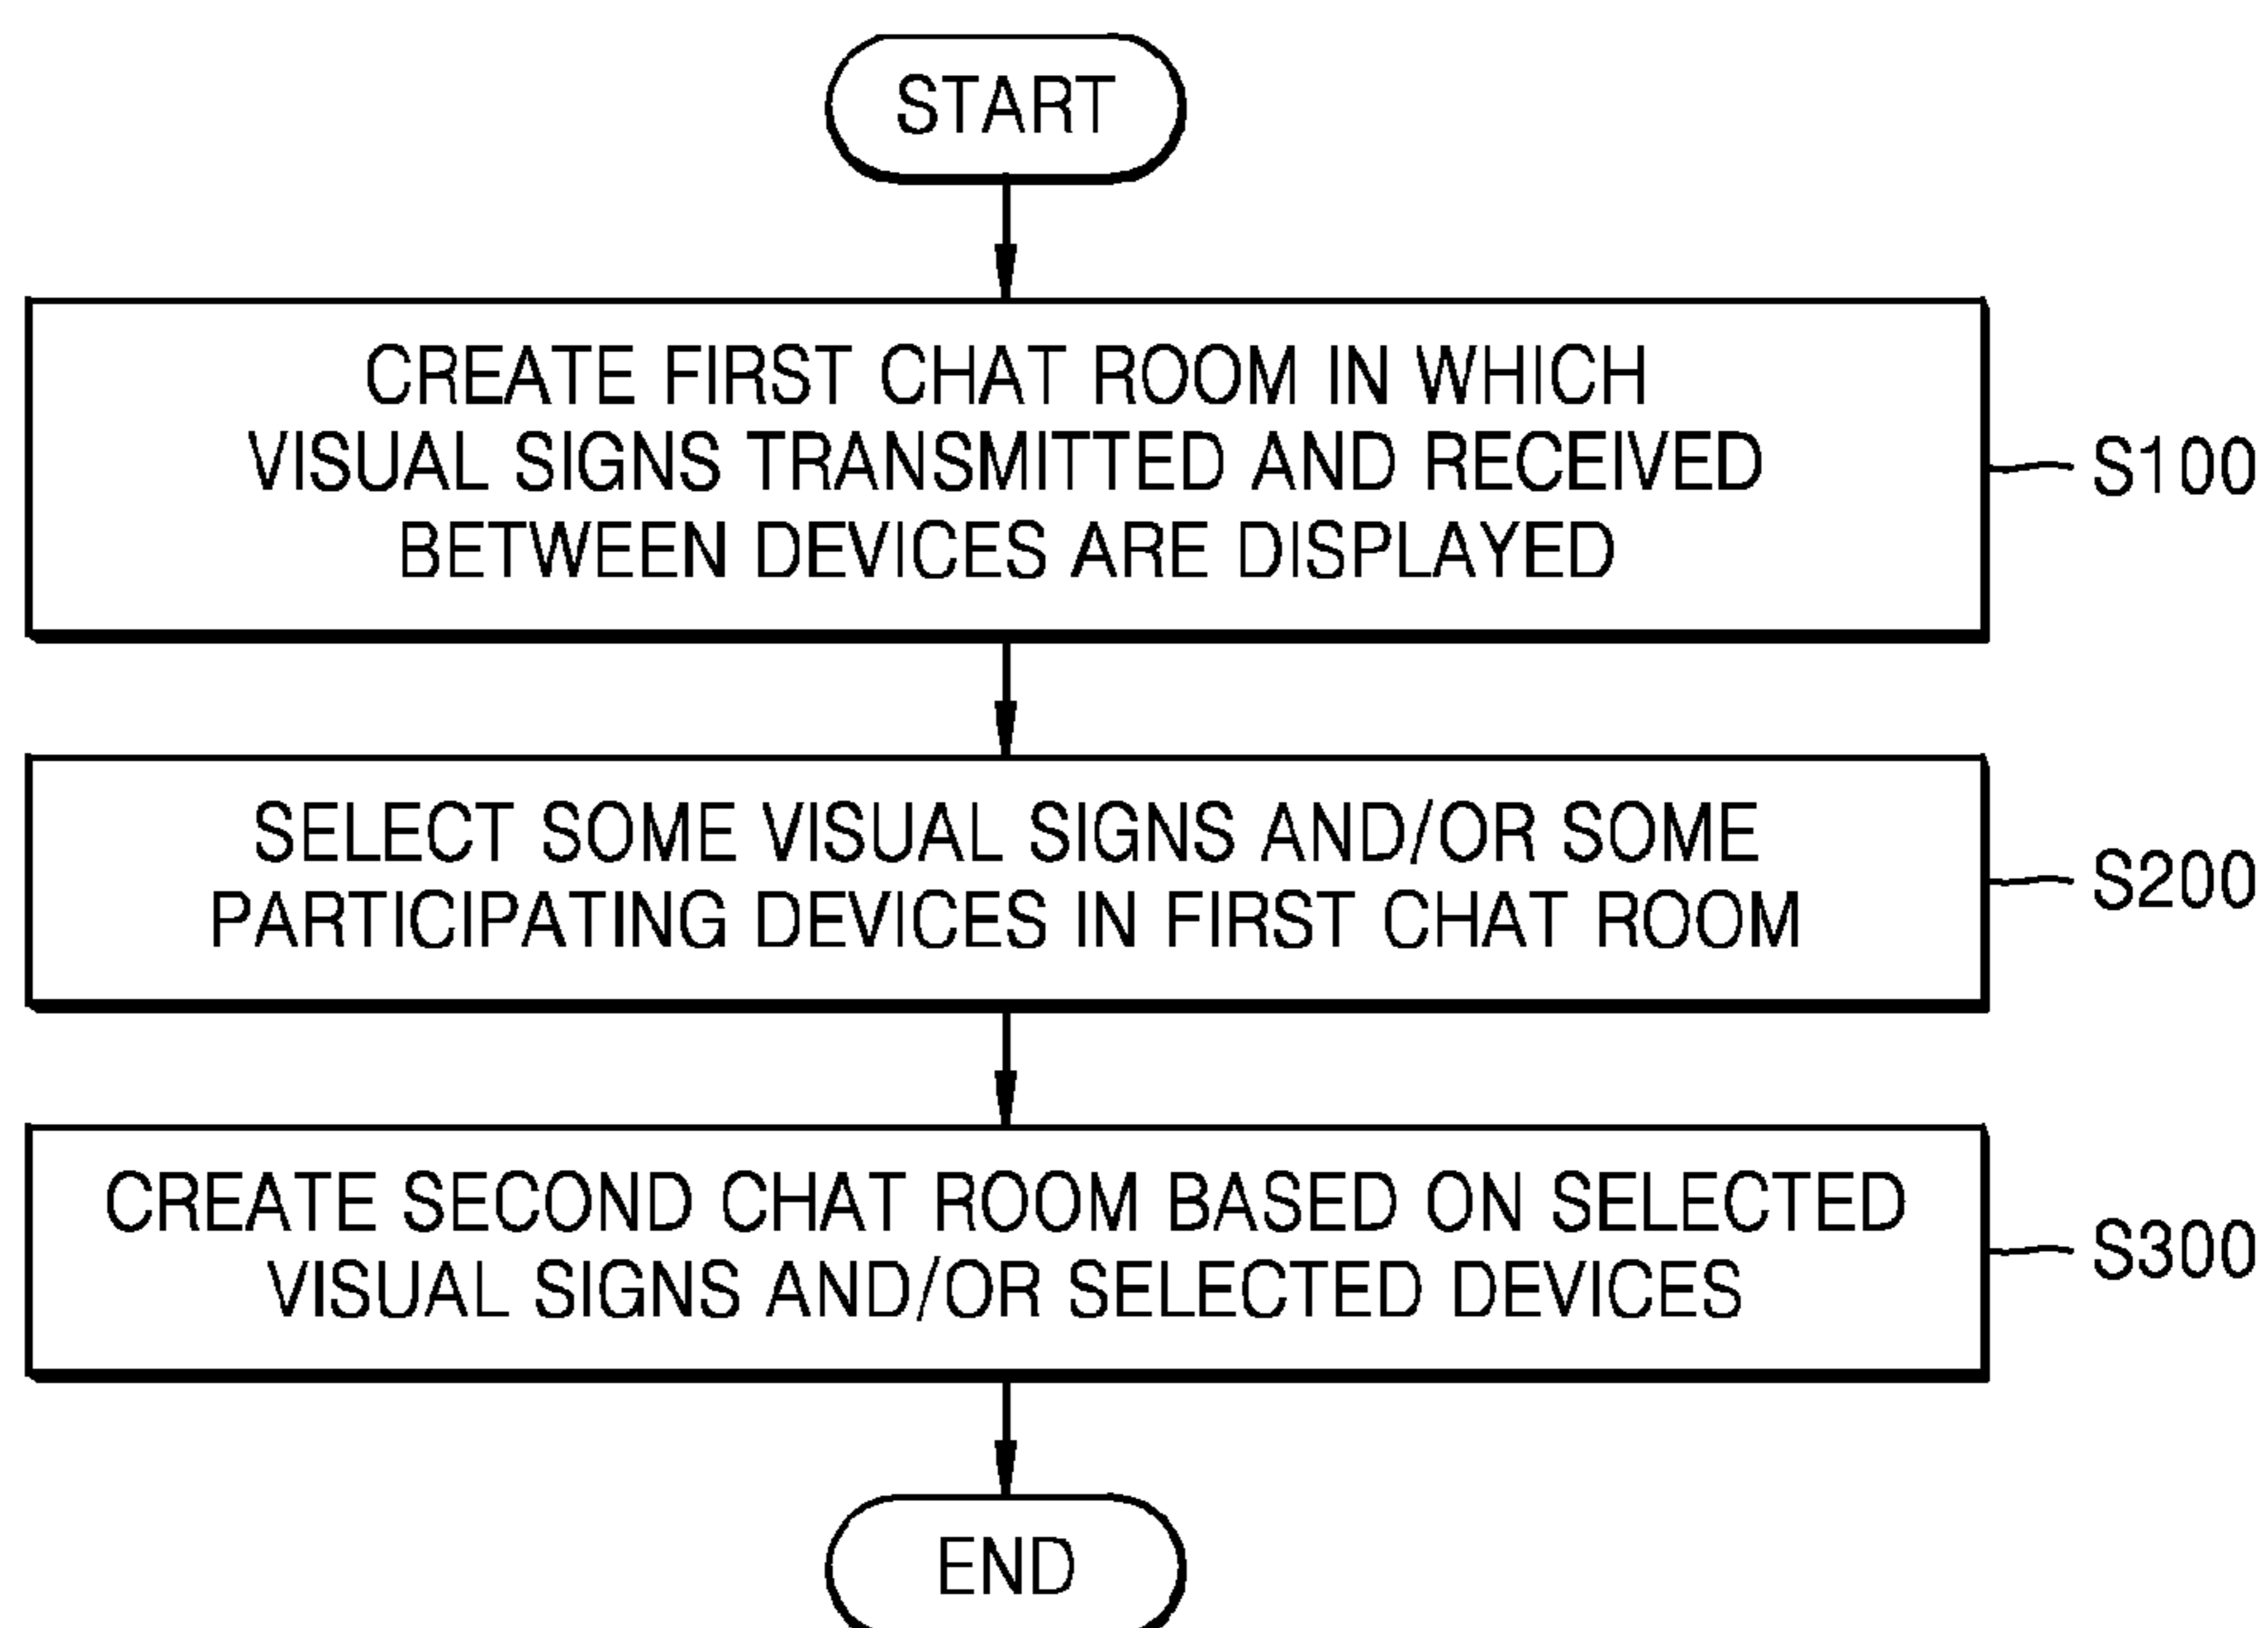 START
CREATE FIRST CHAT ROOM IN WHICH
VISUAL SIGNS TRANSMITTED AND RECEIVED
BETWEEN DEVICES ARE DISPLAYED
S100
SELECT SOME VISUAL SIGNS AND/OR SOME
PARTICIPATING DEVICES IN FIRST CHAT ROOM
S200
CREATE SECOND CHAT ROOM BASED ON SELECTED
VISUAL SIGNS AND/OR SELECTED DEVICES
S300
END